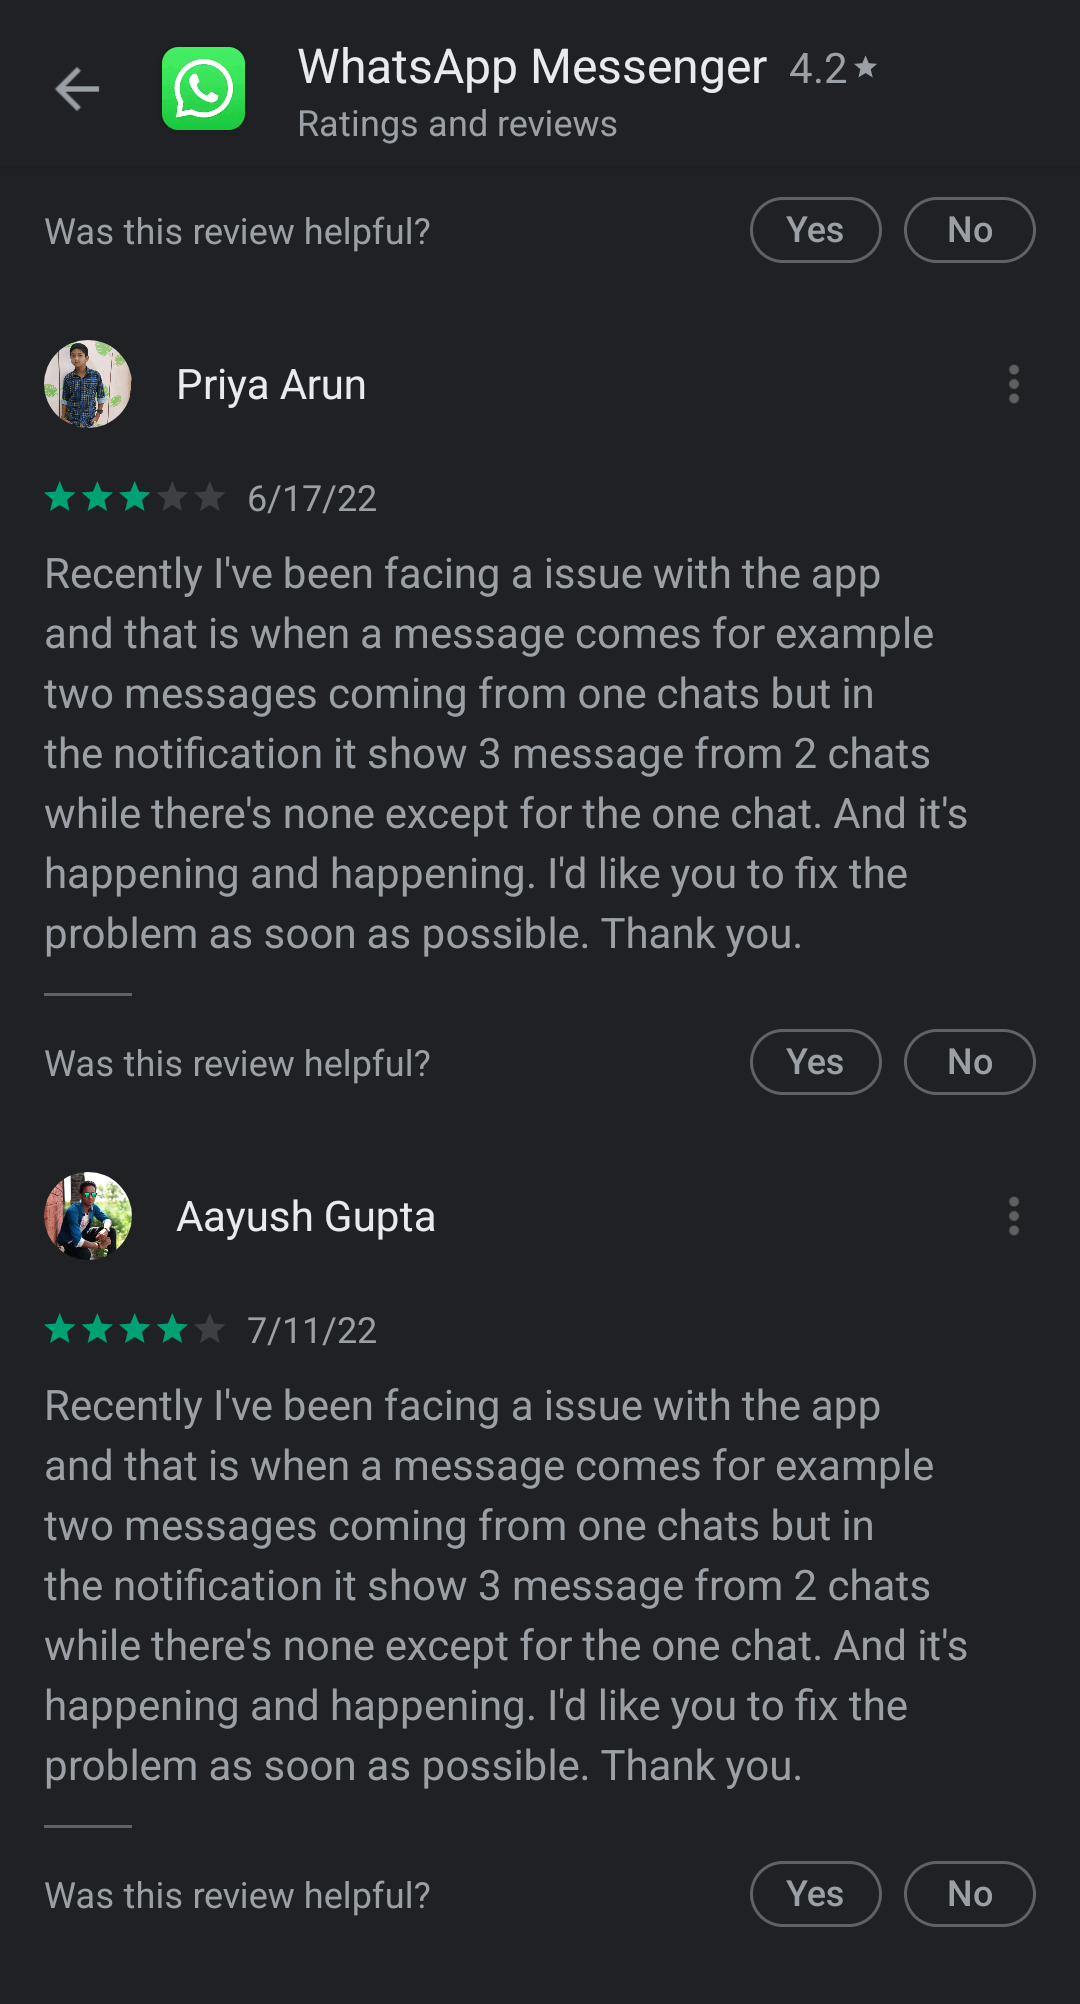 WhatsApp Messenger 4.2★
Ratings and reviews
Was this review helpful? Yes No
Priya Arun
6/17/22
Recently I've been facing a issue with the app
and that is when a message comes for example
two messages coming from one chats but in
the notification it show 3 message from 2 chats
while there's none except for the one chat. And it's
happening and happening. I'd like you to fix the
problem as soon as possible. Thank you.
Was this review helpful? Yes No
Aayush Gupta
7/11/22
Recently I've been facing a issue with the app
and that is when a message comes for example
two messages coming from one chats but in
the notification it show 3 message from 2 chats
while there's none except for the one chat. And it's
happening and happening. I'd like you to fix the
problem as soon as possible. Thank you.
Was this review helpful? Yes No